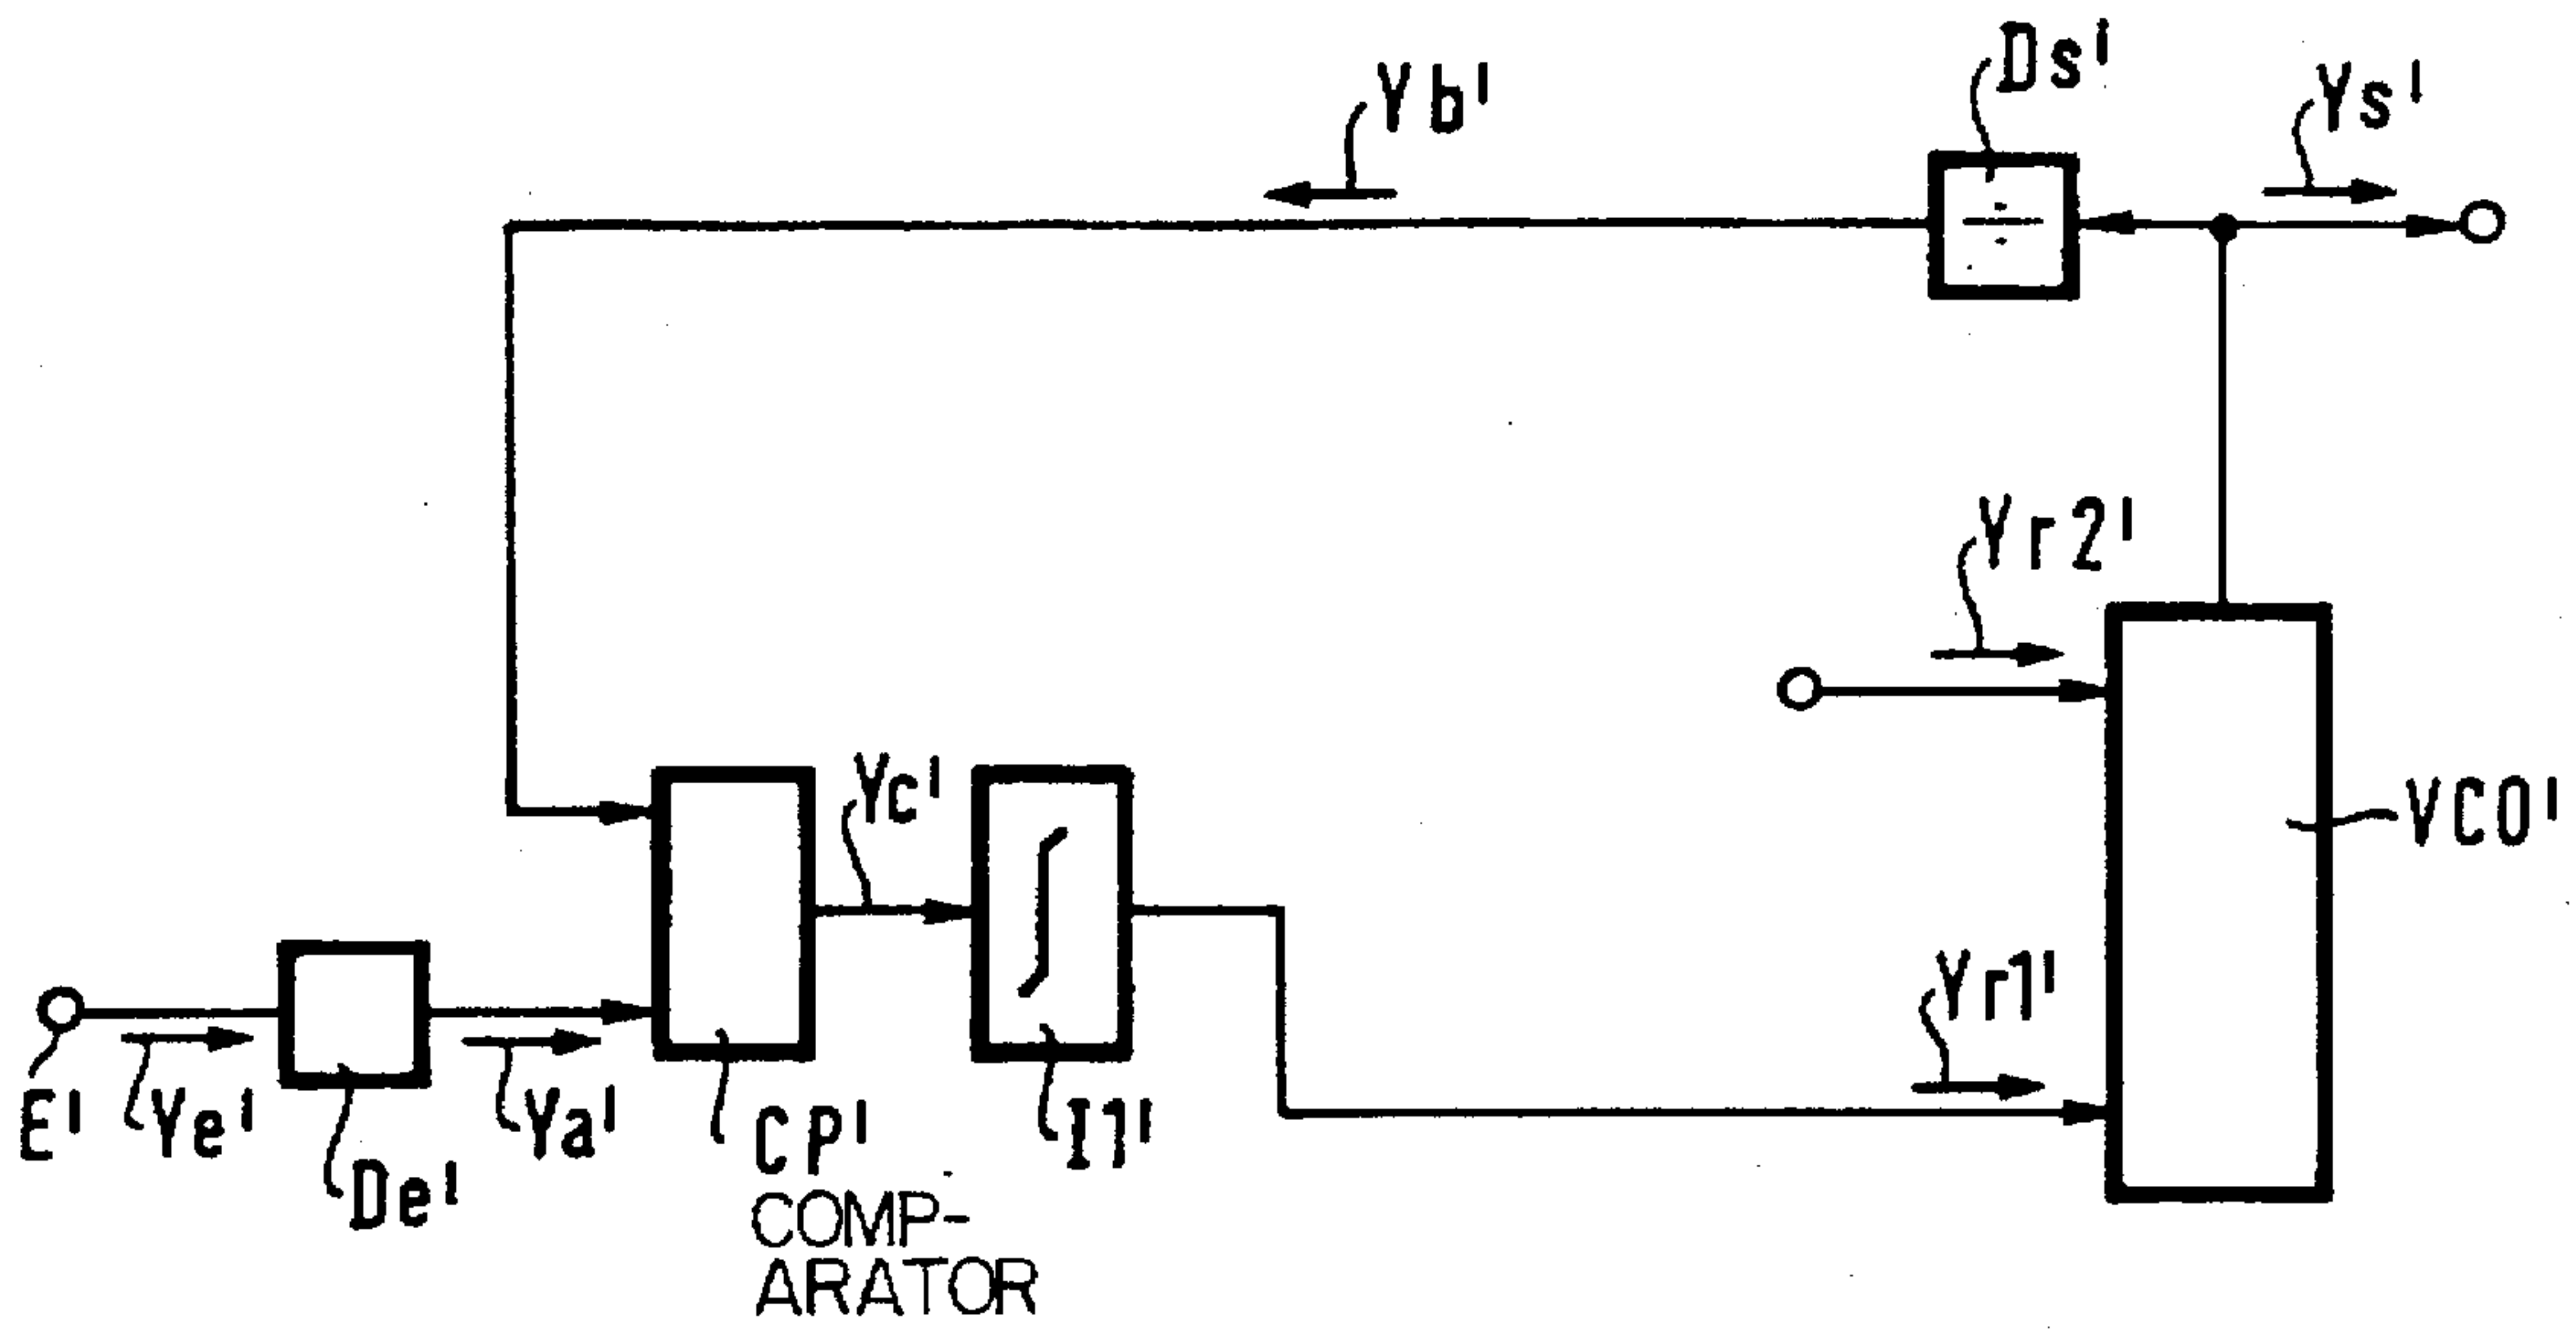 Ds'
Yb'
Ys'
÷
Yr2'
Yc'
VCO'
Yr1'
E'
Ye'
Ya'
CP'
I1'
De'
COMP-
ARATOR